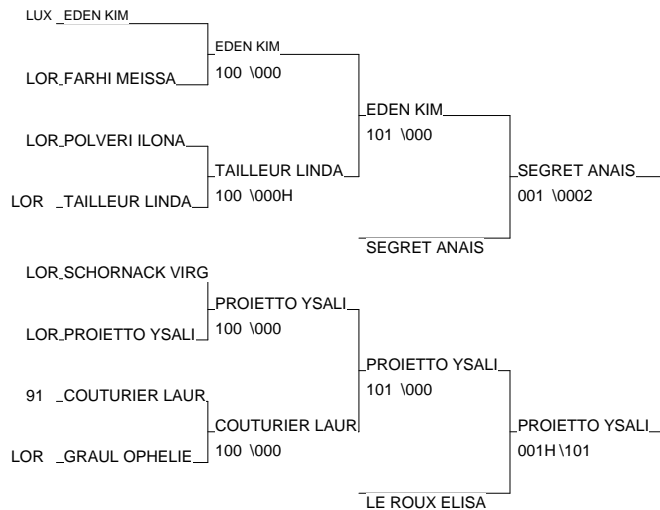 LUX EDEN KIM
EDEN KIM
100 \000
LOR FARHI MEISSA
EDEN KIM
101 \000
LOR POLVERI ILONA
TAILLEUR LINDA
100 \000H
LOR TAILLEUR LINDA
SEGRET ANAIS
001 \0002
SEGRET ANAIS
LOR SCHORNACK VIRG
PROIETTO YSALI
100 \000
LOR PROIETTO YSALI
PROIETTO YSALI
101 \000
91 COUTURIER LAUR
COUTURIER LAUR
100 \000
LOR GRAUL OPHELIE
PROIETTO YSALI
001H \101
LE ROUX ELISA